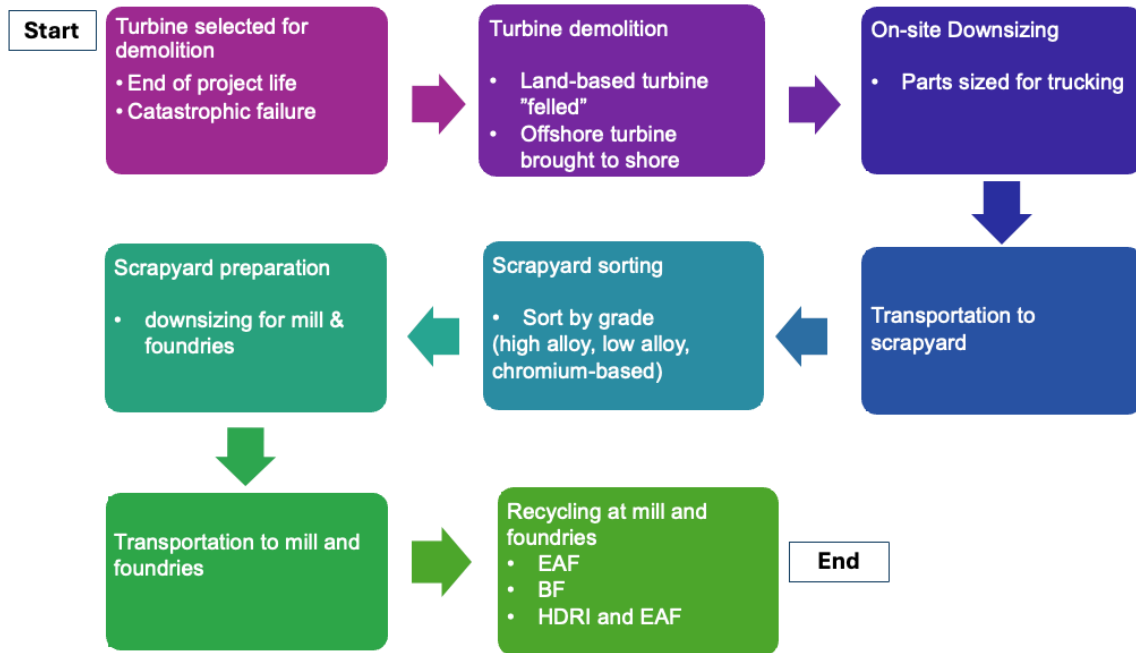 Start
Turbine selected for
demolition
• End of project life
• Catastrophic failure
Turbine demolition
• Land-based turbine
”felled”
• Offshore turbine
brought to shore
On-site Downsizing
• Parts sized for trucking
Transportation to
scrapyard
Scrapyard sorting
• Sort by grade
(high alloy, low alloy,
chromium-based)
Scrapyard preparation
• downsizing for mill &
foundries
Transportation to mill and
foundries
Recycling at mill and
foundries
• EAF
• BF
• HDRI and EAF
End